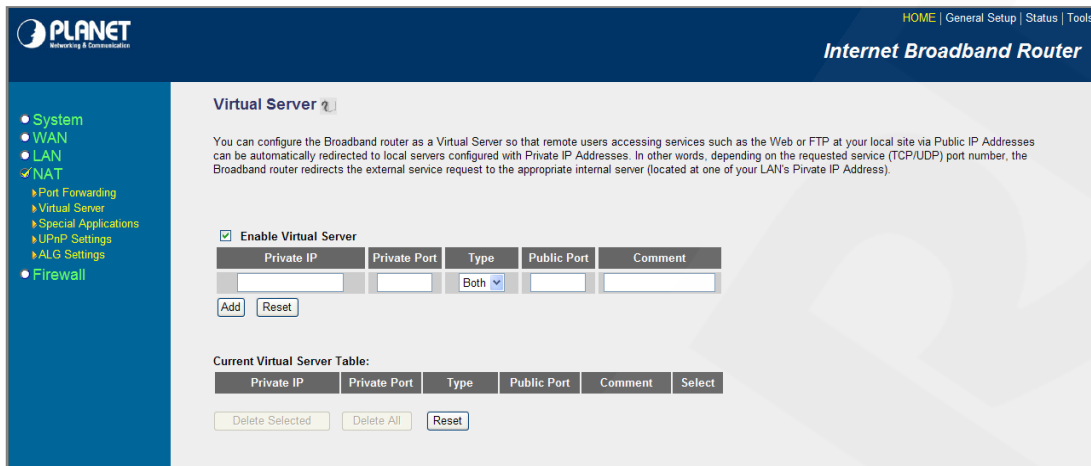 PLANET
Networking & Communication
HOME | General Setup | Status | Tools
Internet Broadband Router
System
WAN
LAN
NAT
Port Forwarding
Virtual Server
Special Applications
UPnP Settings
ALG Settings
Firewall
Virtual Server
You can configure the Broadband router as a Virtual Server so that remote users accessing services such as the Web or FTP at your local site via Public IP Addresses
can be automatically redirected to local servers configured with Private IP Addresses. In other words, depending on the requested service (TCP/UDP) port number, the
Broadband router redirects the external service request to the appropriate internal server (located at one of your LAN's Pivate IP Address).
Enable Virtual Server
Private IP Private Port Type Public Port Comment
Both
Add Reset
Current Virtual Server Table:
Private IP Private Port Type Public Port Comment Select
Delete Selected Delete All Reset